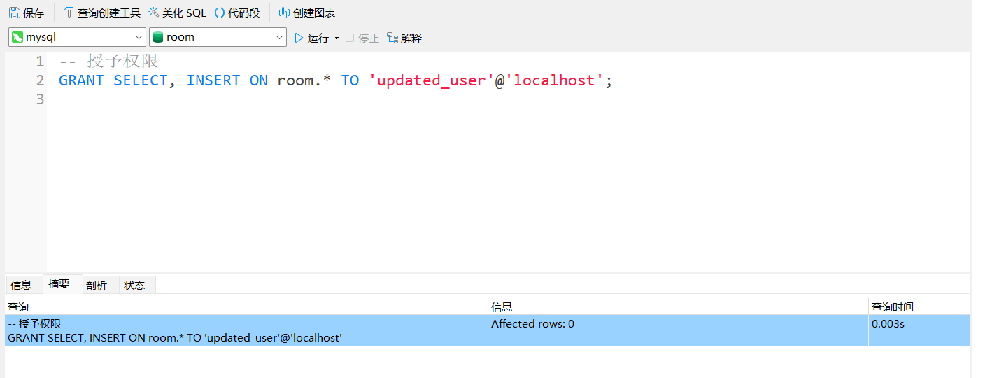 保存 查询创建工具 美化 SQL () 代码段 创建图表
mysql room 运行 停止 解释
1 -- 授予权限
2 GRANT SELECT, INSERT ON room.* TO 'updated_user'@'localhost';
3
信息 摘要 剖析 状态
查询 信息 查询时间
-- 授予权限 Affected rows: 0 0.003s
GRANT SELECT, INSERT ON room.* TO 'updated_user'@'localhost'